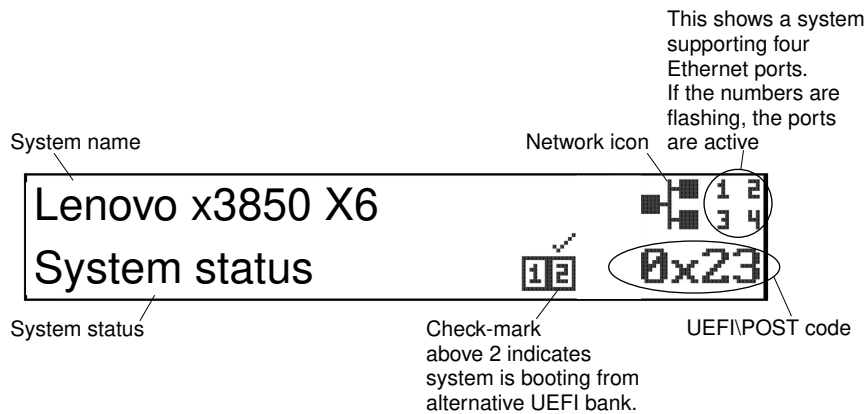 This shows a system
supporting four
Ethernet ports.
If the numbers are
flashing, the ports
are active
System name
Network icon
Lenovo x3850 X6
1 2
3 4
System status
1 2
0x23
System status
Check-mark
above 2 indicates
system is booting from
alternative UEFI bank.
UEFI\POST code